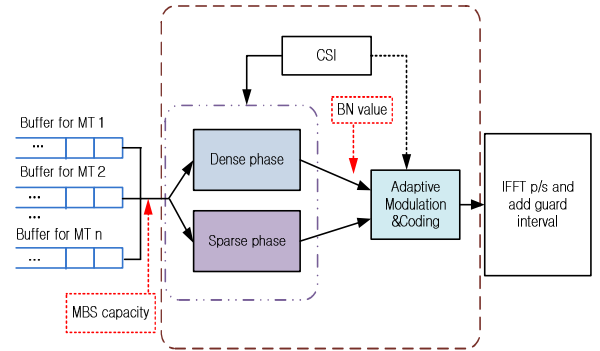 CSI
BN value
Buffer for MT 1
...
Buffer for MT 2
...
...
Buffer for MT n
...
Dense phase
Sparse phase
Adaptive
Modulation
&Coding
IFFT p/s and
add guard
interval
MBS capacity